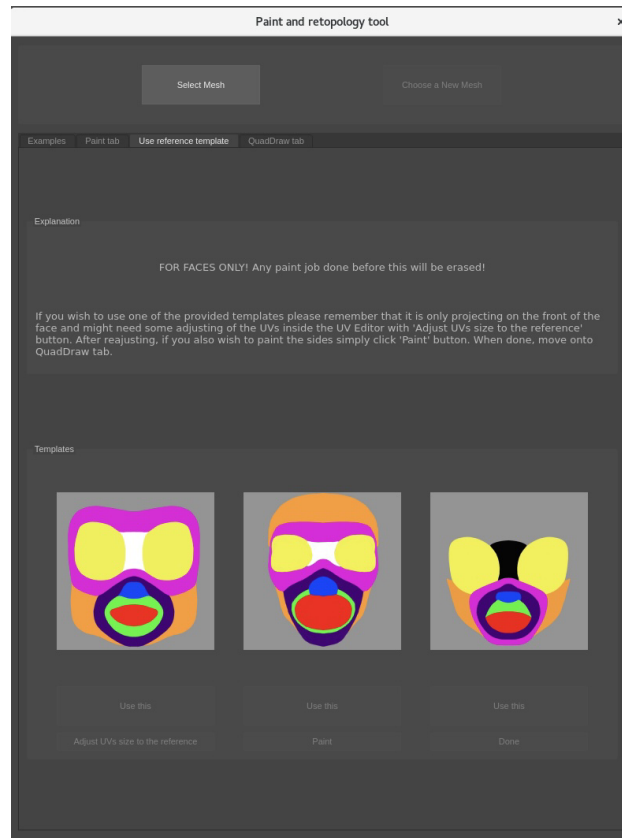 Paint and retopology tool
Select Mesh
Choose a New Mesh
Examples
Paint tab
Use reference template
QuadDraw tab
Explanation
FOR FACES ONLY! Any paint job done before this will be erased!
If you wish to use one of the provided templates please remember that it is only projecting on the front of the
face and might need some adjusting of the UVs inside the UV Editor with 'Adjust UVs size to the reference'
button. After reajusting, if you also wish to paint the sides simply click 'Paint' button. When done, move onto
QuadDraw tab.
Templates
Use this
Use this
Use this
Adjust UVs size to the reference
Paint
Done